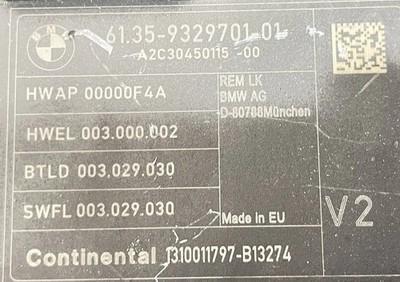 BMW
61.35-9329701-01
A2C30450115 -00
HWAP 00000F4A
HWEL 003.000.002
BTLD 003.029.030
SWFL 003.029.030
REM LK
BMW AG
D-80788München
Made in EU
V2
Continental J310011797-B13274